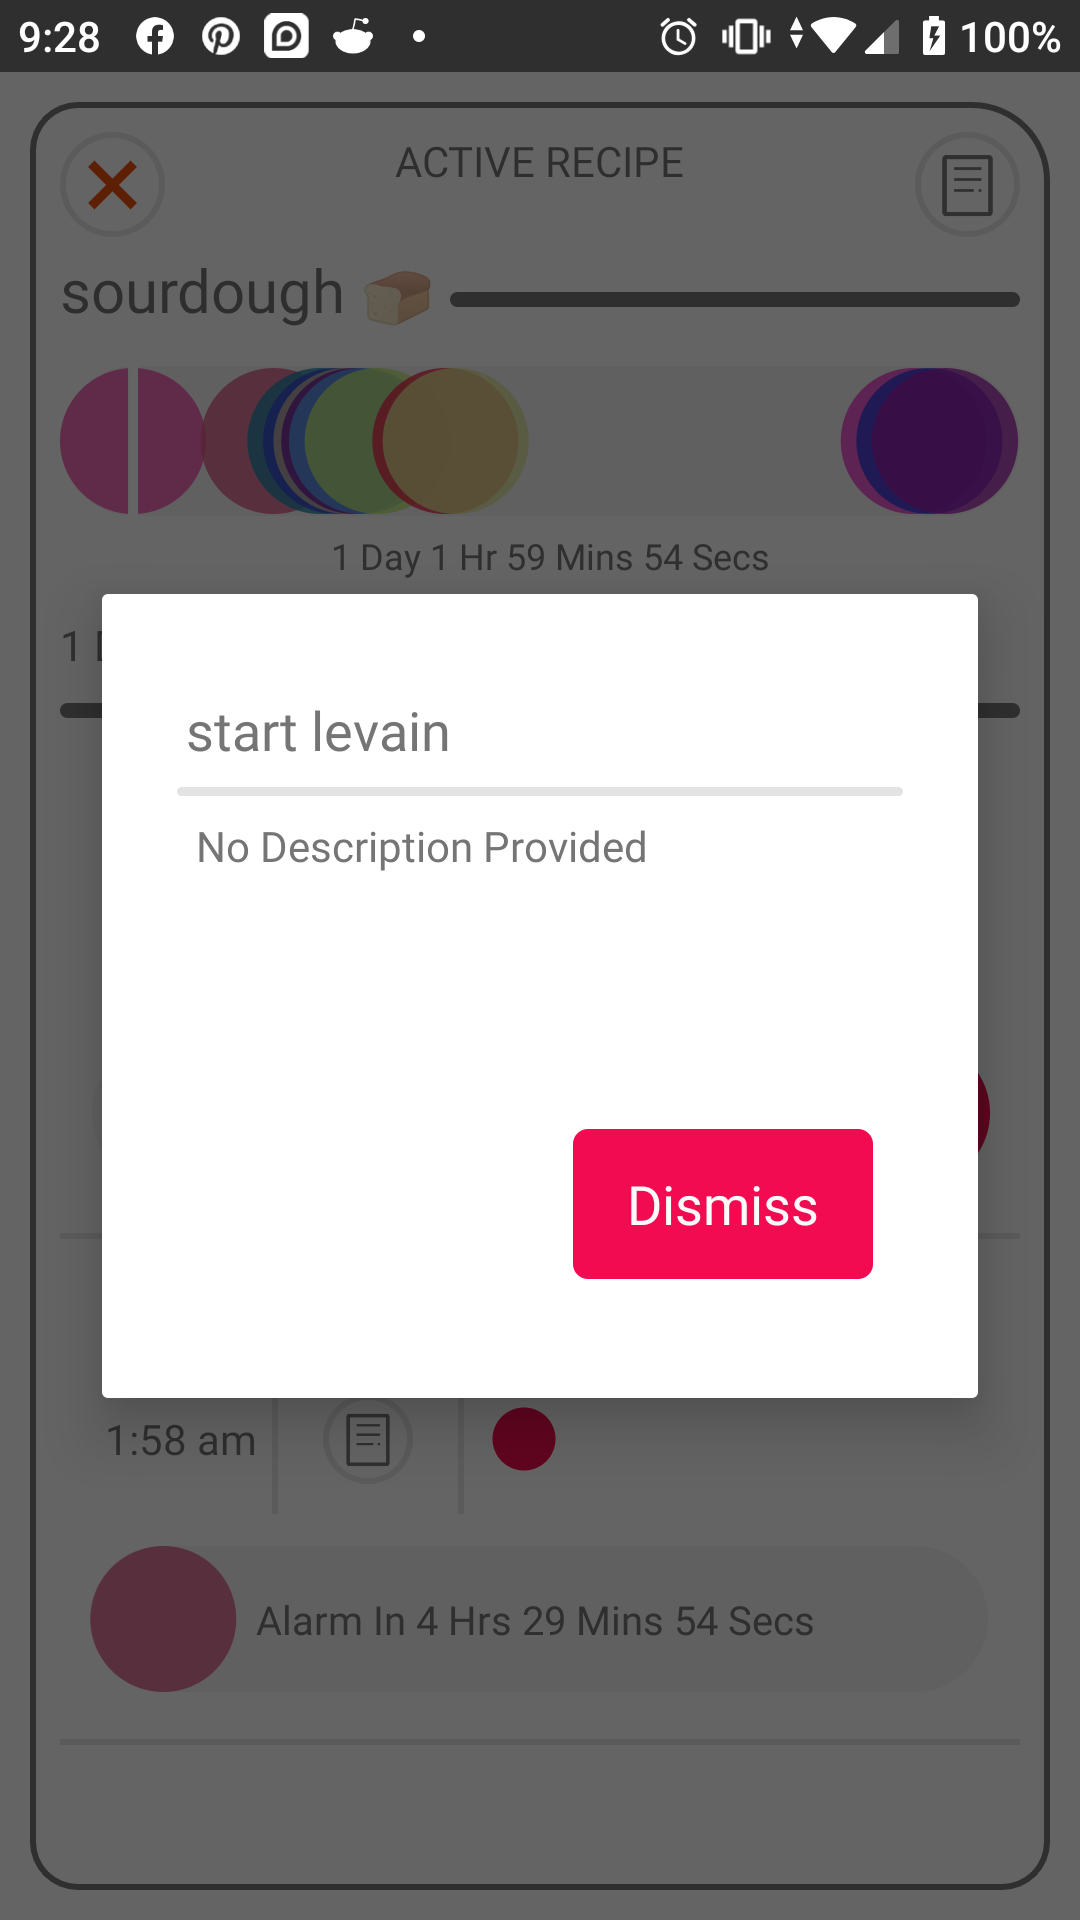 9:28
100%
ACTIVE RECIPE
sourdough 🍞
1 Day 1 Hr 59 Mins 54 Secs
1
start levain
No Description Provided
Dismiss
1:58 am
Alarm In 4 Hrs 29 Mins 54 Secs